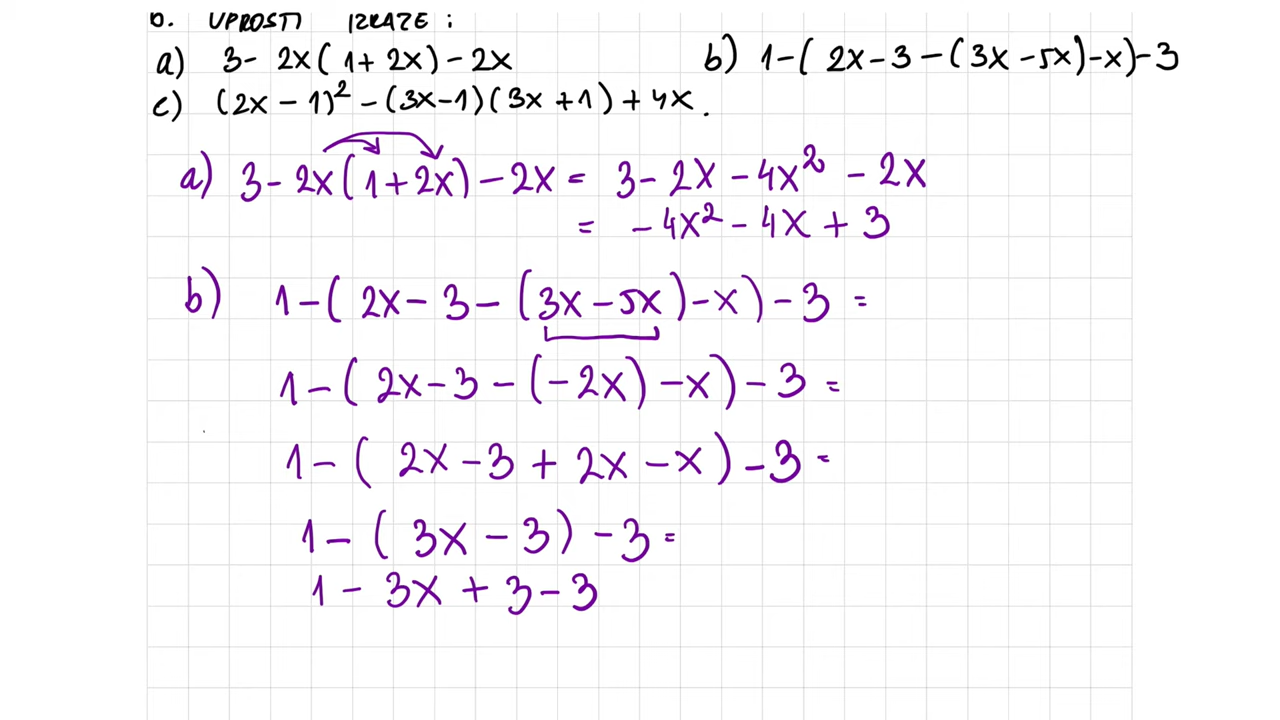 6. UPROSTI IZRAZE :
a) 3 - 2x ( 1 + 2x ) - 2x b) 1 - ( 2x - 3 - ( 3x - 5x ) - x ) - 3
c) ( 2x - 1 )² - ( 3x - 1 ) ( 3x + 1 ) + 4x .
a) 3 - 2x ( 1 + 2x ) - 2x = 3 - 2x - 4x² - 2x
= - 4x² - 4x + 3
b) 1 - ( 2x - 3 - ( 3x - 5x ) - x ) - 3 =
1 - ( 2x - 3 - ( - 2x ) - x ) - 3 =
1 - ( 2x - 3 + 2x - x ) - 3 =
1 - ( 3x - 3 ) - 3 =
1 - 3x + 3 - 3